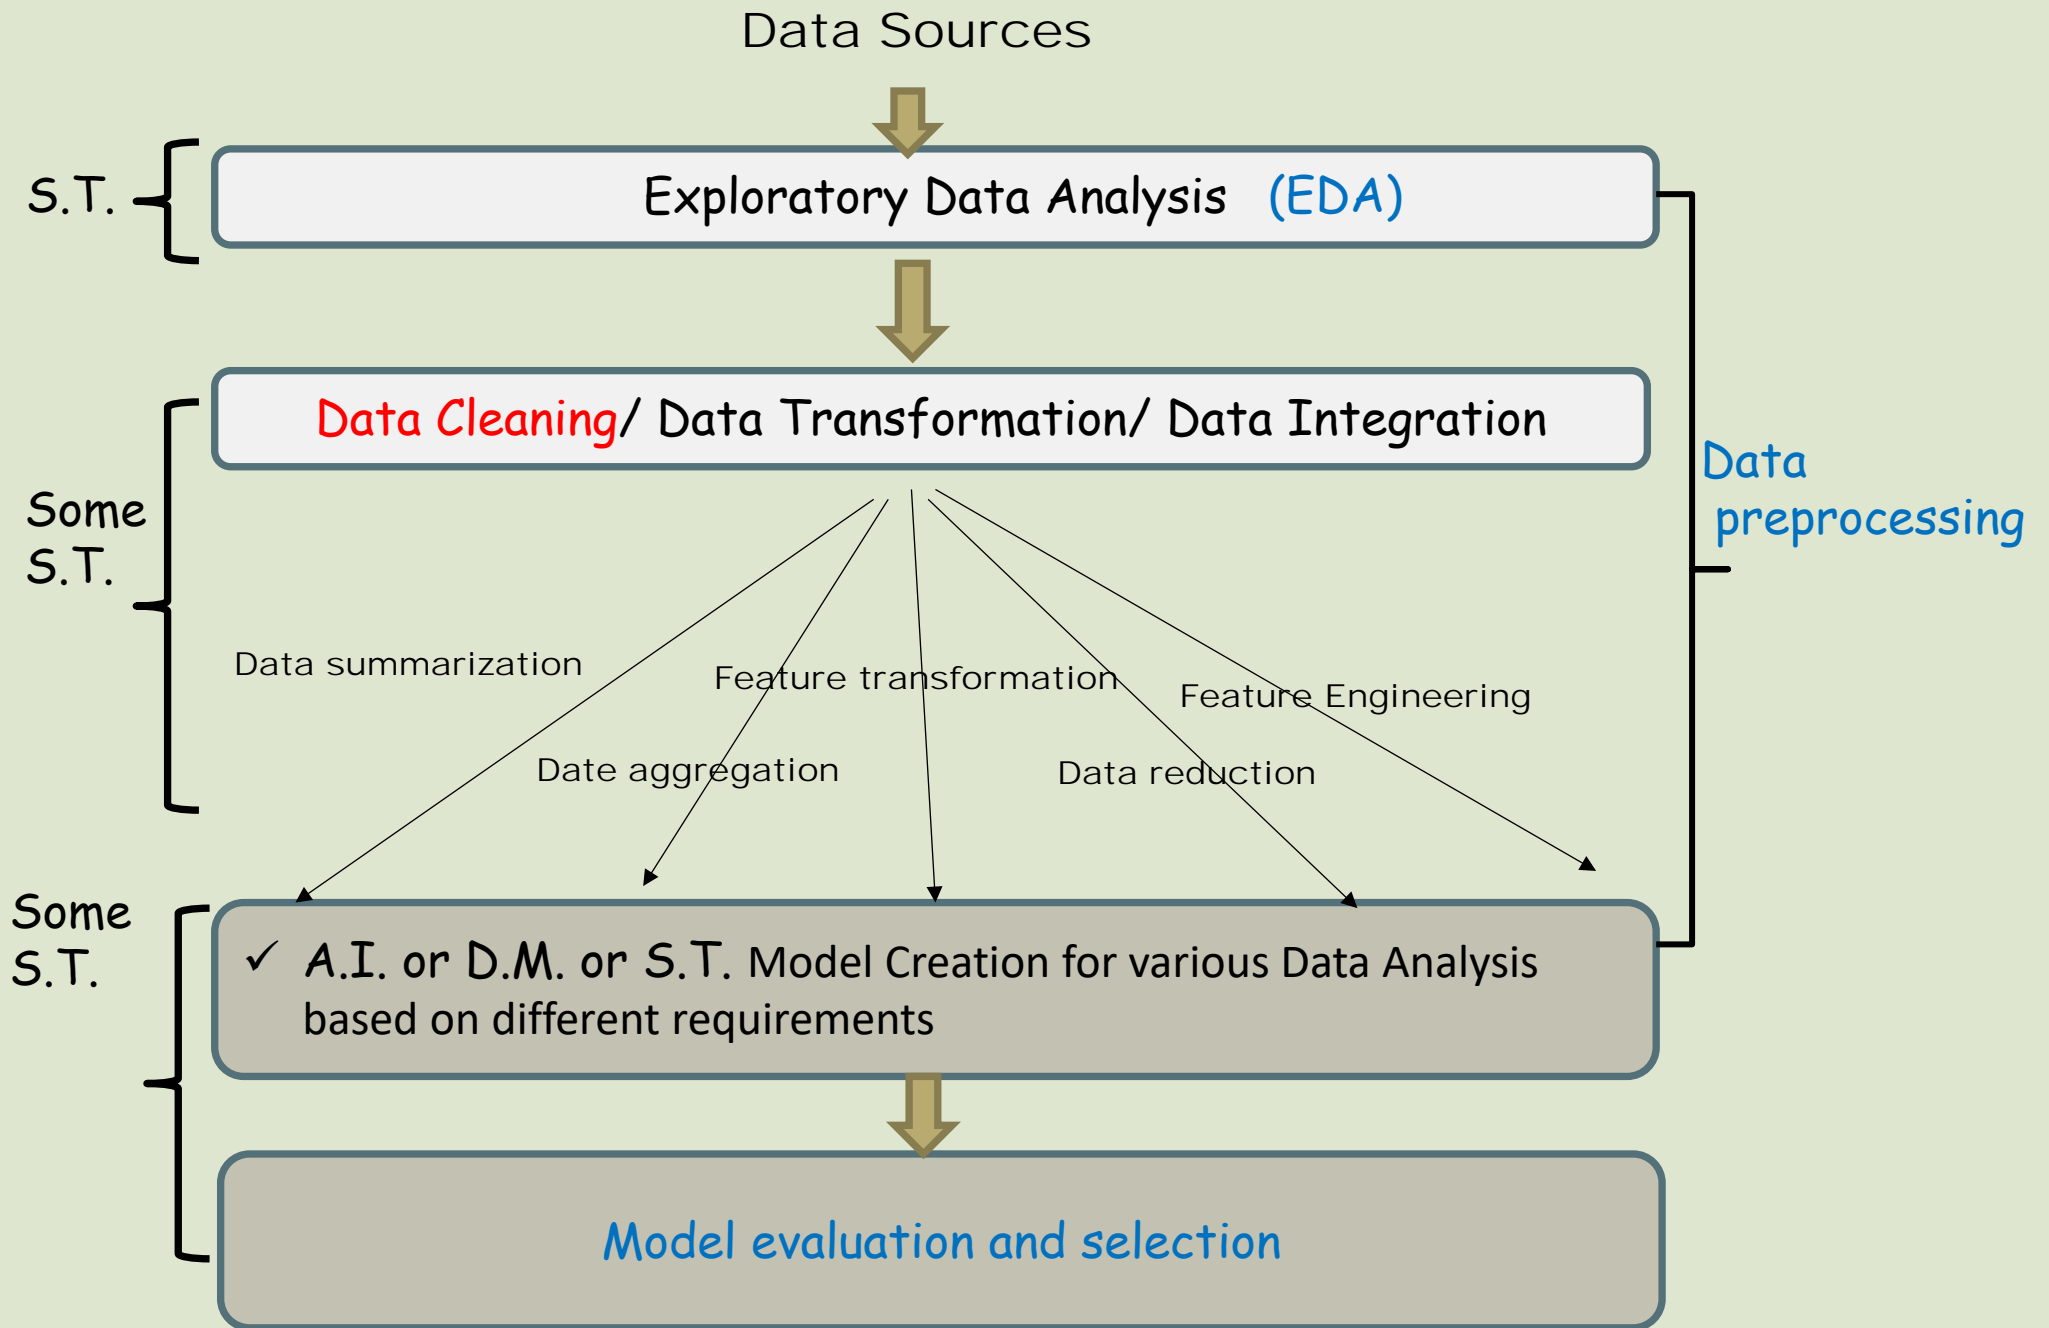 Data Sources
S.T.
Exploratory Data Analysis (EDA)
Data Cleaning/ Data Transformation/ Data Integration
Data
preprocessing
Some
S.T.
Data summarization
Feature transformation
Feature Engineering
Date aggregation
Data reduction
Some
S.T.
✓ A.I. or D.M. or S.T. Model Creation for various Data Analysis
based on different requirements
Model evaluation and selection